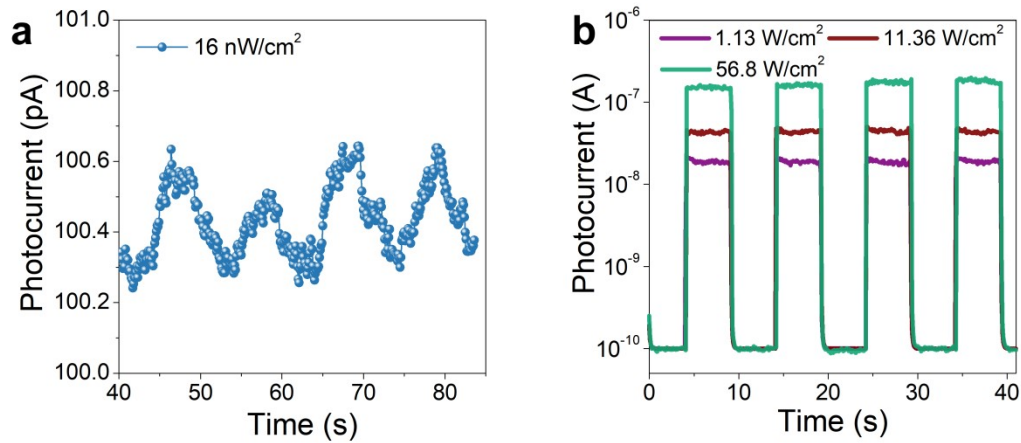 a
16 nW/cm²
Photocurrent (pA)
101.0
100.8
100.6
100.4
100.2
100.0
40 50 60 70 80
Time (s)
b
1.13 W/cm² 11.36 W/cm²
56.8 W/cm²
Photocurrent (A)
10⁻⁶
10⁻⁷
10⁻⁸
10⁻⁹
10⁻¹⁰
0 10 20 30 40
Time (s)